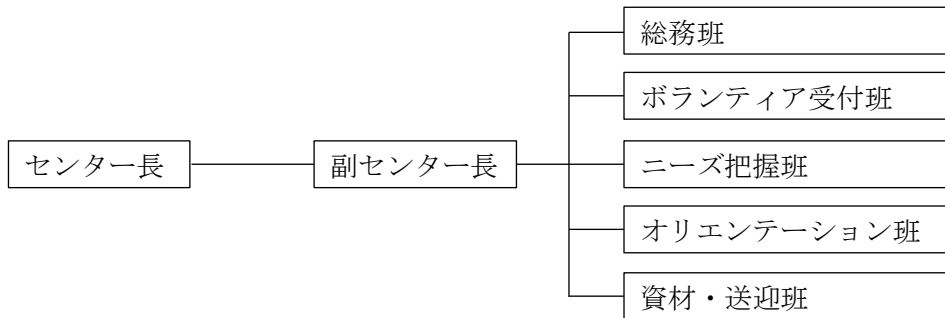 総務班
ボランティア受付班
センター長
副センター長
ニーズ把握班
オリエンテーション班
資材・送迎班